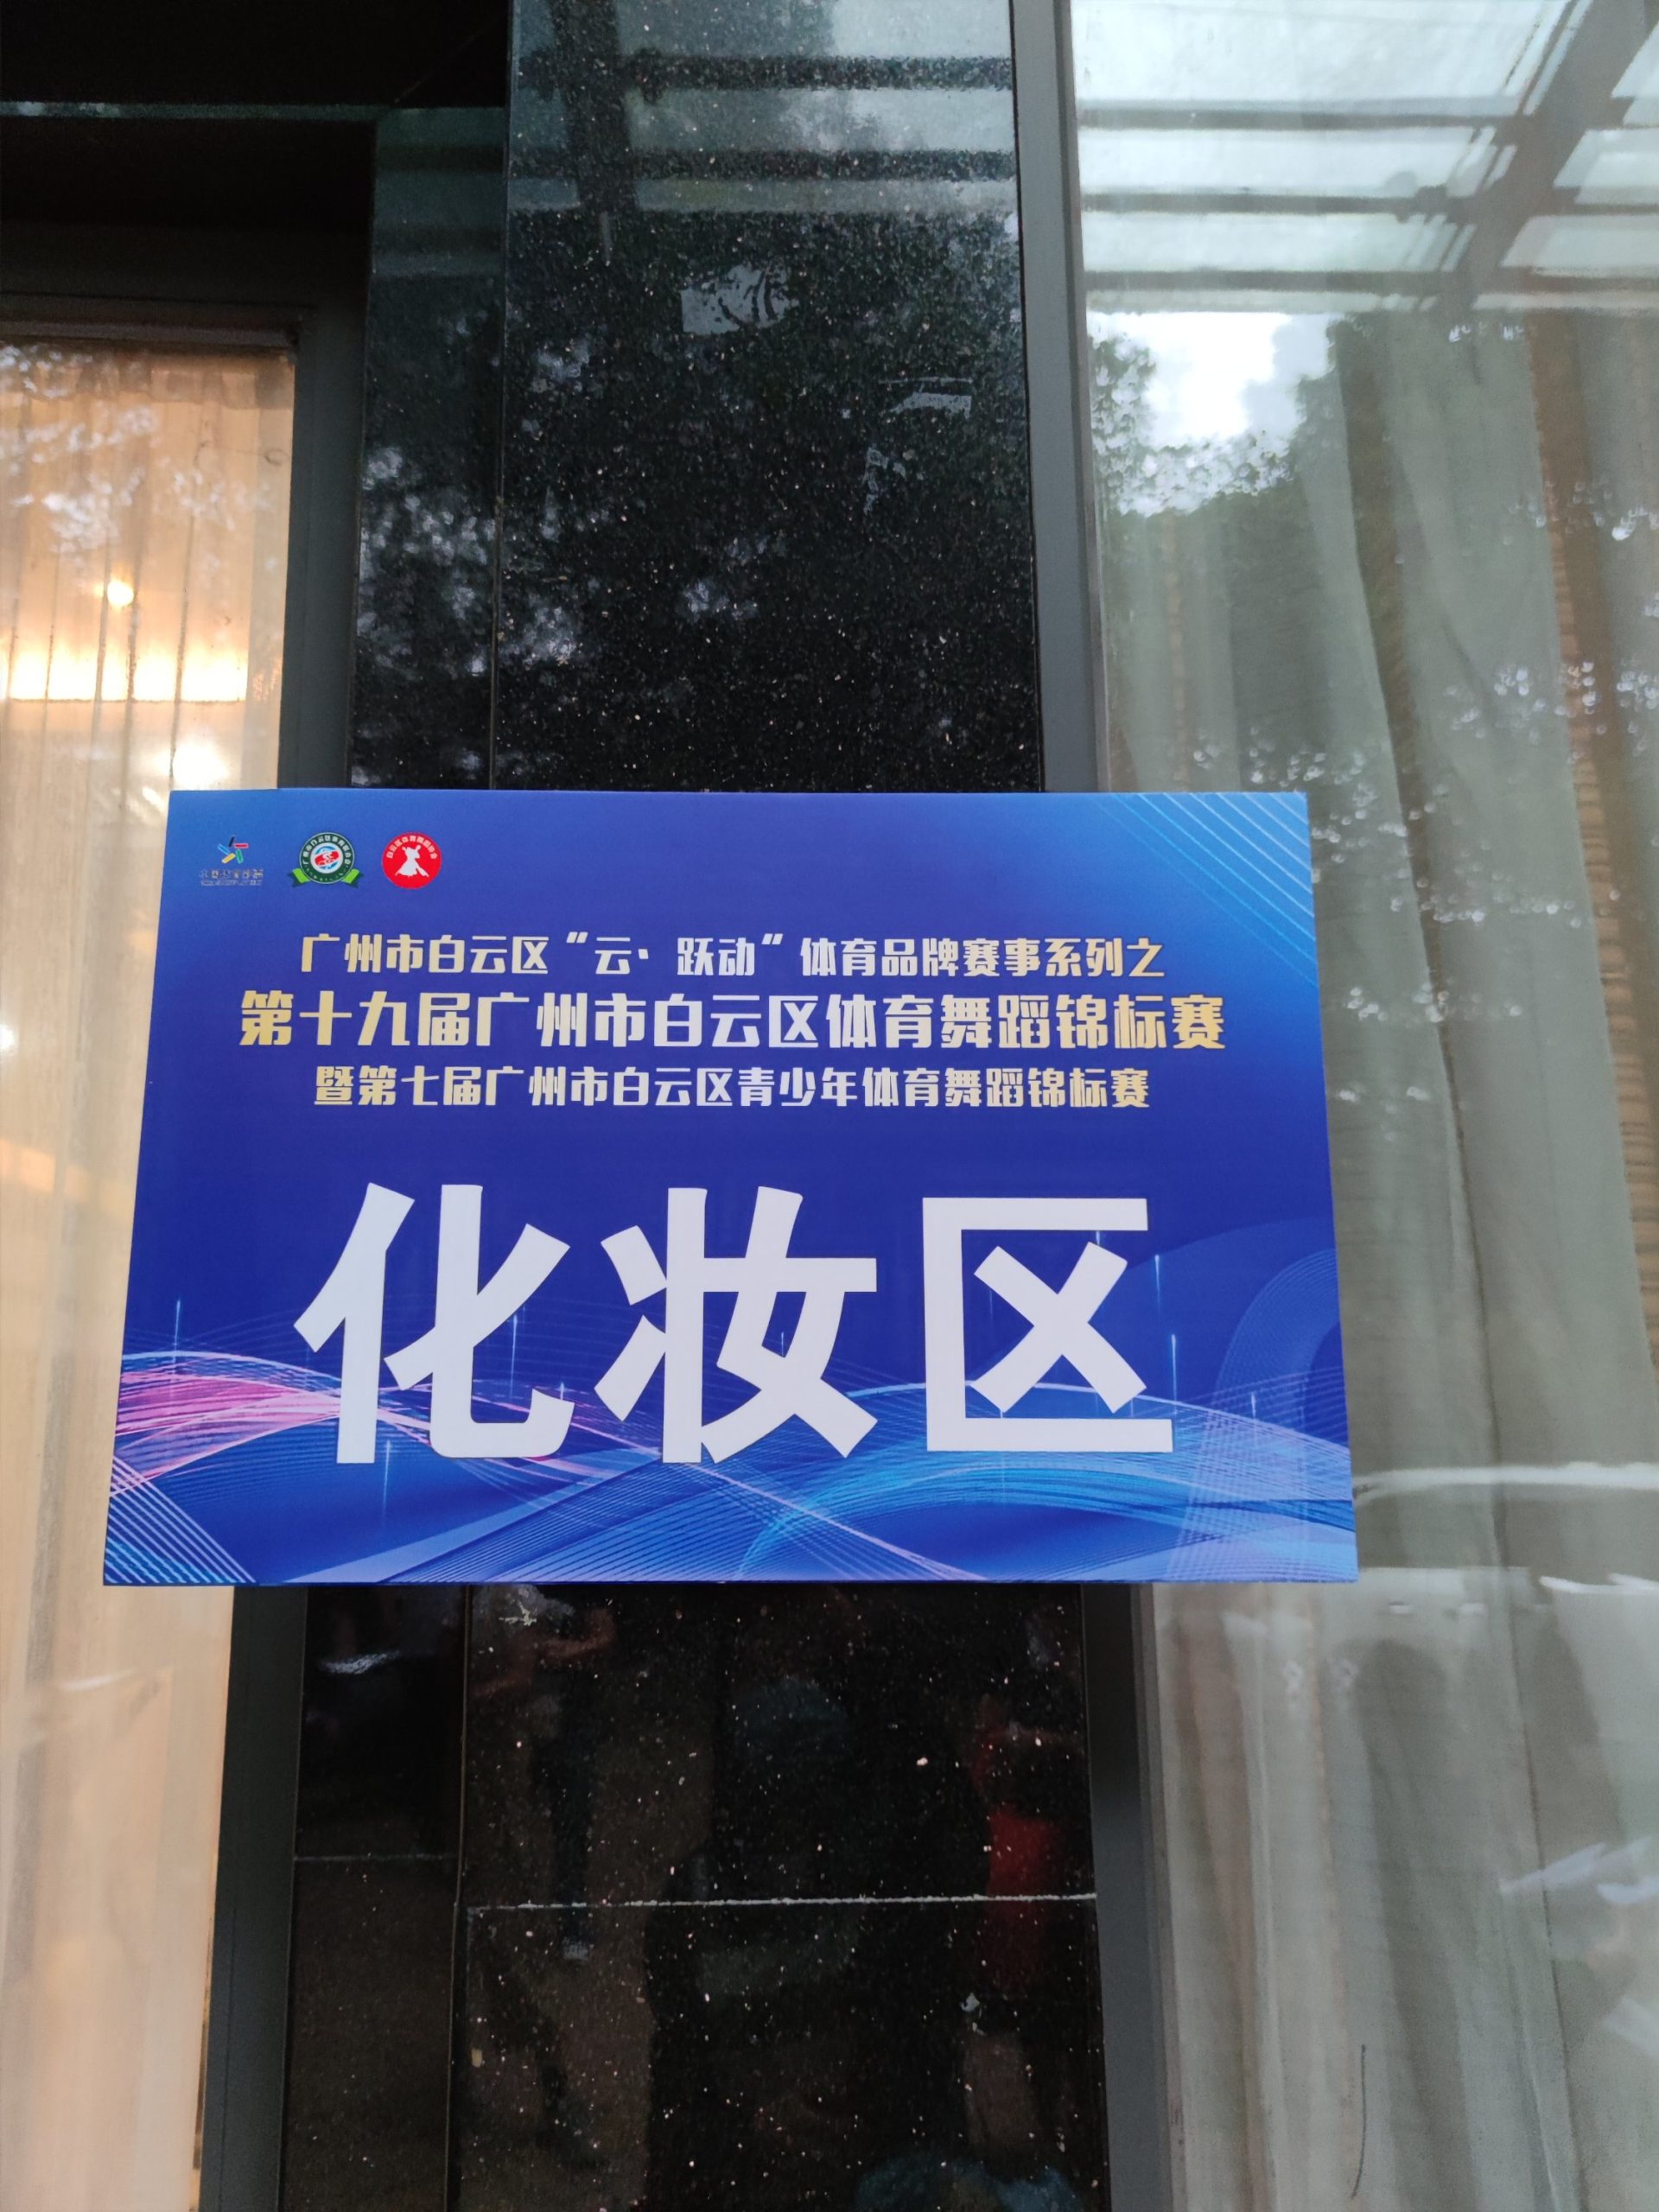 广州市白云区“云·跃动”体育品牌赛事系列之
第十九届广州市白云区体育舞蹈锦标赛
暨第七届广州市白云区青少年体育舞蹈锦标赛
化妆区